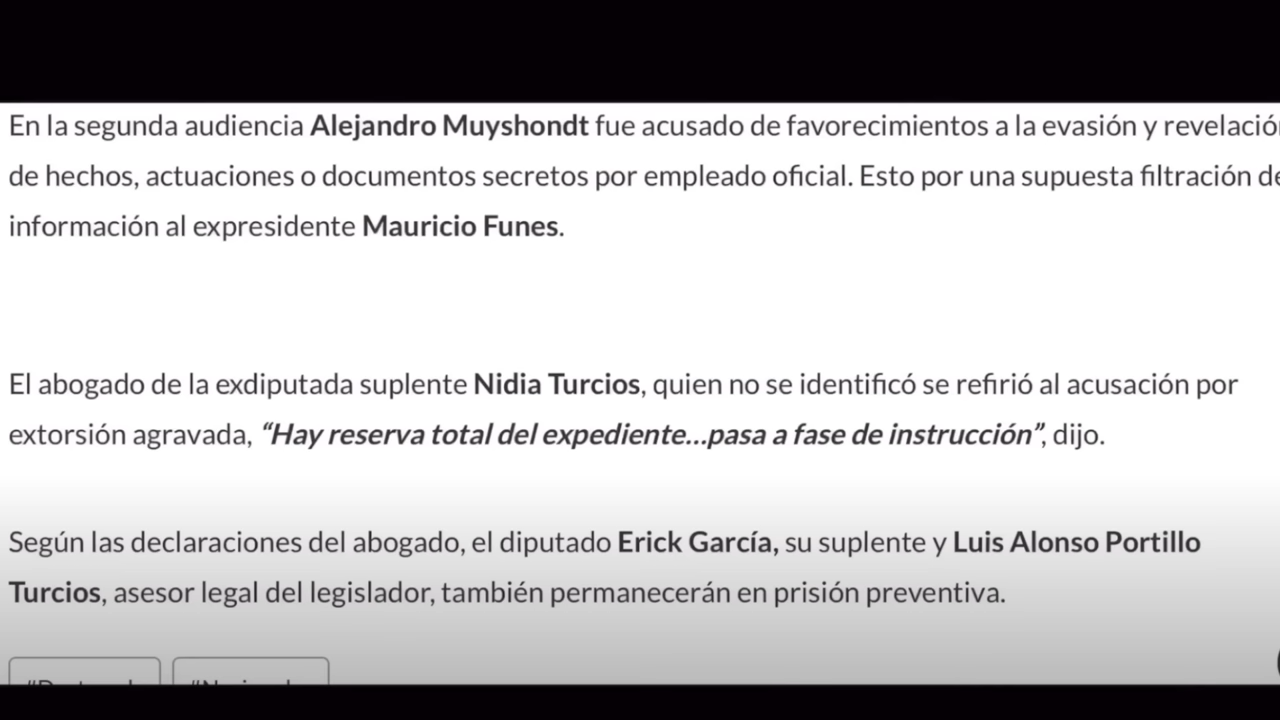 En la segunda audiencia Alejandro Muyshondt fue acusado de favorecimientos a la evasión y
de hechos, actuaciones o documentos secretos por empleado oficial. Esto por una supuesta filtración
información al expresidente Mauricio Funes.
El abogado de la exdiputada suplente Nidia Turcios, quien no se identificó se refirió al acusación por
extorsión agravada, “Hay reserva total del expediente...pasa a fase de instrucción”, dijo.
Según las declaraciones del abogado, el diputado Erick García, su suplente y Luis Alonso Portillo
Turcios, asesor legal del legislador, también permanecerán en prisión preventiva.